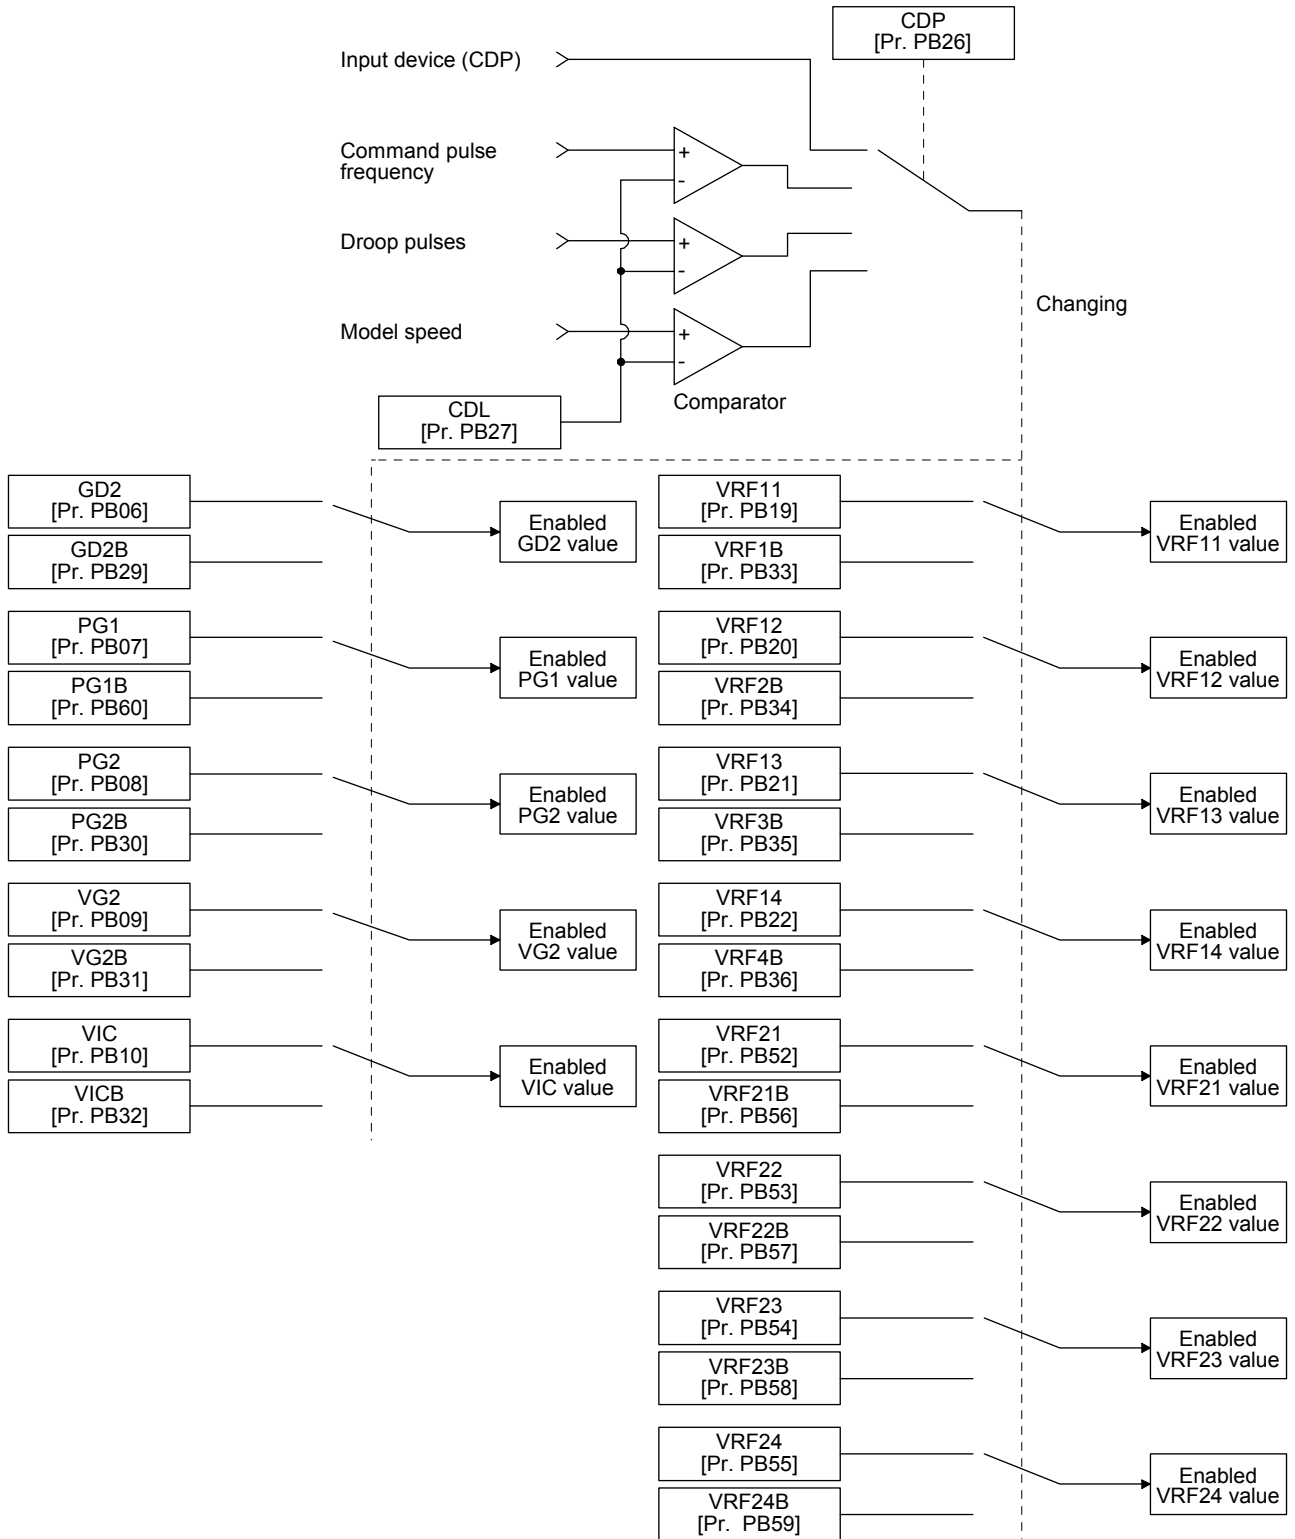 CDP
[Pr. PB26]
Input device (CDP)
Command pulse
frequency
+
-
Droop pulses
+
-
Changing
Model speed
+
-
Comparator
CDL
[Pr. PB27]
GD2
[Pr. PB06]
Enabled
GD2 value
GD2B
[Pr. PB29]
PG1
[Pr. PB07]
Enabled
PG1 value
PG1B
[Pr. PB60]
PG2
[Pr. PB08]
Enabled
PG2 value
PG2B
[Pr. PB30]
VG2
[Pr. PB09]
Enabled
VG2 value
VG2B
[Pr. PB31]
VIC
[Pr. PB10]
Enabled
VIC value
VICB
[Pr. PB32]
VRF11
[Pr. PB19]
Enabled
VRF11 value
VRF1B
[Pr. PB33]
VRF12
[Pr. PB20]
Enabled
VRF12 value
VRF2B
[Pr. PB34]
VRF13
[Pr. PB21]
Enabled
VRF13 value
VRF3B
[Pr. PB35]
VRF14
[Pr. PB22]
Enabled
VRF14 value
VRF4B
[Pr. PB36]
VRF21
[Pr. PB52]
Enabled
VRF21 value
VRF21B
[Pr. PB56]
VRF22
[Pr. PB53]
Enabled
VRF22 value
VRF22B
[Pr. PB57]
VRF23
[Pr. PB54]
Enabled
VRF23 value
VRF23B
[Pr. PB58]
VRF24
[Pr. PB55]
Enabled
VRF24 value
VRF24B
[Pr. PB59]